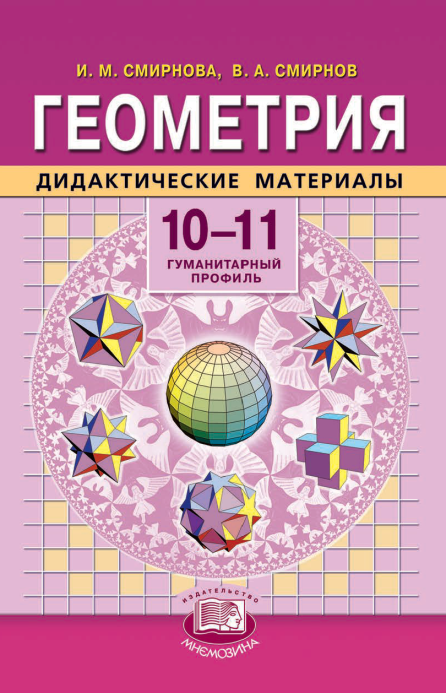 И. М. СМИРНОВА, В. А. СМИРНОВ
ГЕОМЕТРИЯ
ДИДАКТИЧЕСКИЕ МАТЕРИАЛЫ
10–11
ГУМАНИТАРНЫЙ
ПРОФИЛЬ
ИЗДАТЕЛЬСТВО
МНЕМОЗИНА